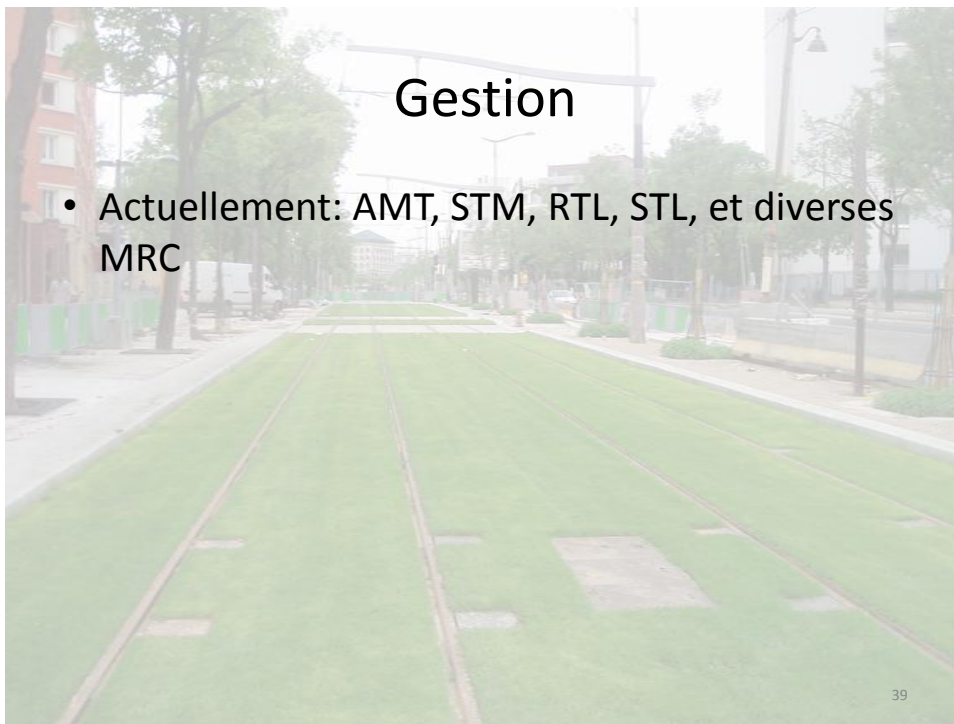 Gestion
• Actuellement: AMT, STM, RTL, STL, et diverses
MRC
39